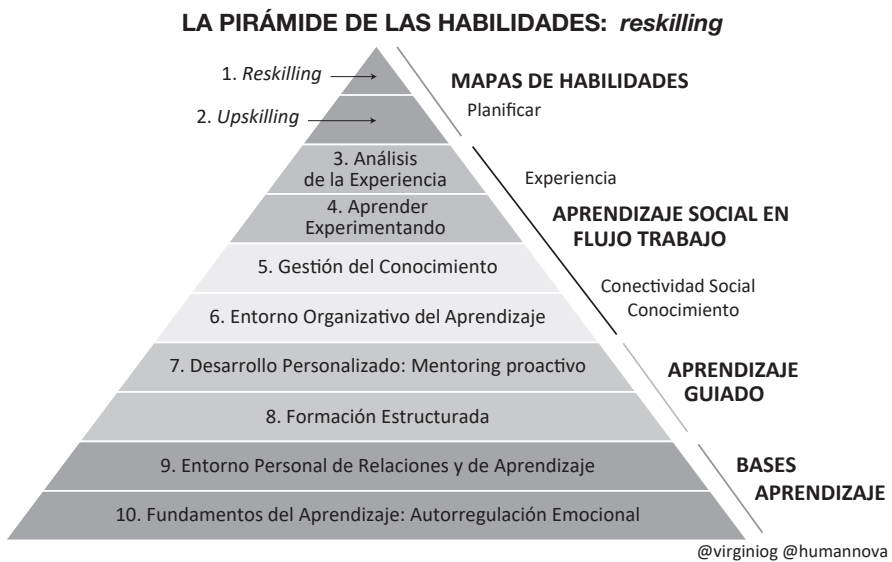 LA PIRÁMIDE DE LAS HABILIDADES: reskilling
1. Reskilling
2. Upskilling
3. Análisis
de la Experiencia
4. Aprender
Experimentando
5. Gestión del Conocimiento
6. Entorno Organizativo del Aprendizaje
7. Desarrollo Personalizado: Mentoring proactivo
8. Formación Estructurada
9. Entorno Personal de Relaciones y de Aprendizaje
10. Fundamentos del Aprendizaje: Autorregulación Emocional
MAPAS DE HABILIDADES
Planificar
Experiencia
APRENDIZAJE SOCIAL EN
FLUJO TRABAJO
Conectividad Social
Conocimiento
APRENDIZAJE
GUIADO
BASES
APRENDIZAJE
@virginiog @humannova